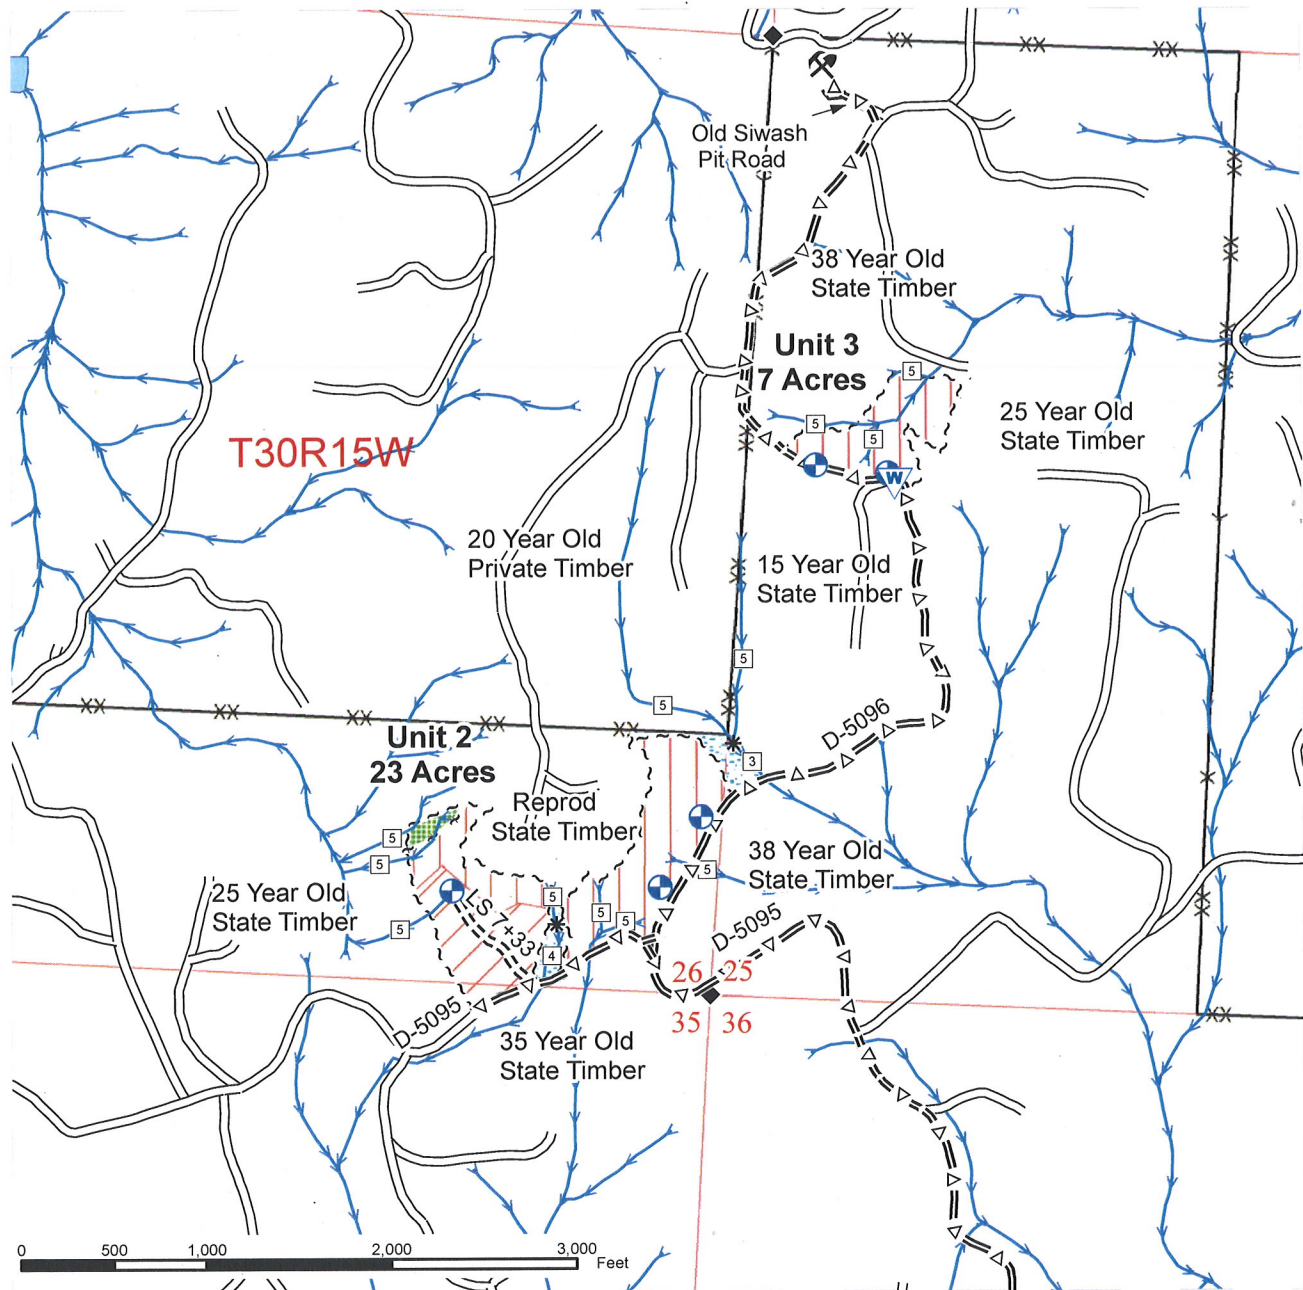 Old Siwash
Pit Road
38 Year Old
State Timber
Unit 3
7 Acres
5
5
5
25 Year Old
State Timber
T30R15W
W
20 Year Old
Private Timber
15 Year Old
State Timber
5
5
D-5096
Unit 2
23 Acres
3
Reprod
State Timber
5
5
38 Year Old
State Timber
5
25 Year Old
State Timber
LS 7+33
5
5
5
5
4
D-5095
26 25
35 36
D-5095
35 Year Old
State Timber
0 500 1,000 2,000 3,000
Feet